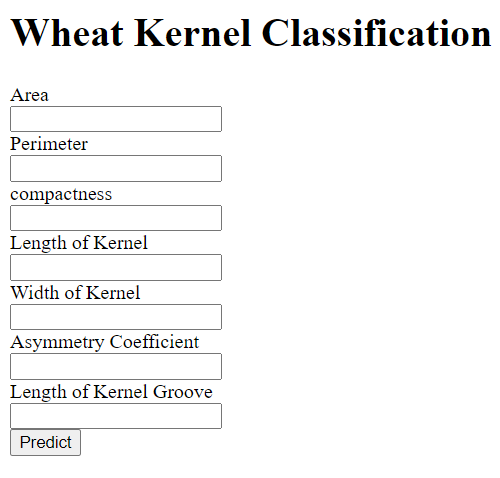 Wheat Kernel Classification
Area
Perimeter
compactness
Length of Kernel
Width of Kernel
Asymmetry Coefficient
Length of Kernel Groove
Predict